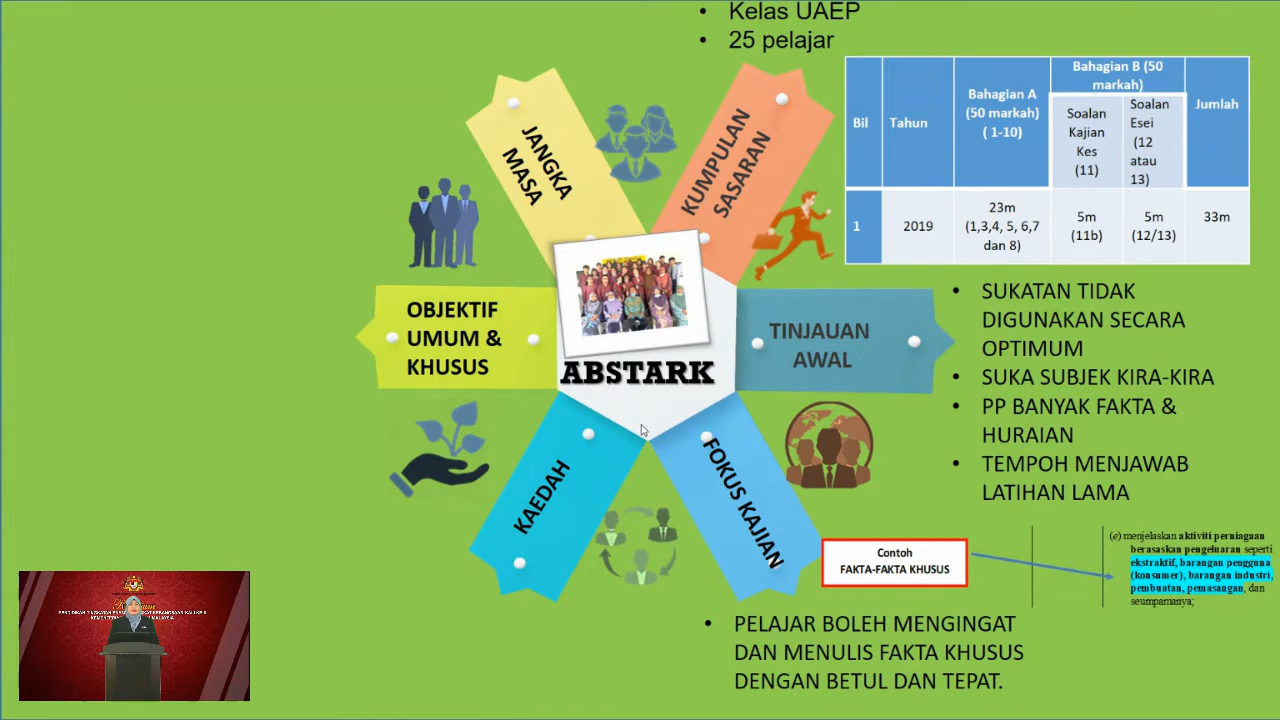 Kelas UAEP
25 pelajar
JANGKA
MASA
KUMPULAN
SASARAN
OBJEKTIF
UMUM &
KHUSUS
ABSTARK
TINJAUAN
AWAL
KAEDAH
FOKUS KAJIAN
Bil
Tahun
Bahagian A
(50 markah)
( 1-10)
Bahagian B (50
markah)
Soalan
Kajian
Kes
(11)
Soalan
Esei
(12
atau
13)
Jumlah
1
2019
23m
(1,3,4, 5, 6,7
dan 8)
5m
(11b)
5m
(12/13)
33m
SUKATAN TIDAK
DIGUNAKAN SECARA
OPTIMUM
SUKA SUBJEK KIRA-KIRA
PP BANYAK FAKTA &
HURAIAN
TEMPOH MENJAWAB
LATIHAN LAMA
Contoh
FAKTA-FAKTA KHUSUS
(e) menjelaskan aktiviti perniagaan
berasaskan pengeluaran seperti
ekstraktif, barangan pengguna
(konsumer), barangan industri,
pembuatan, pemasangan, dan
seumpamanya;
PELAJAR BOLEH MENGINGAT
DAN MENULIS FAKTA KHUSUS
DENGAN BETUL DAN TEPAT.